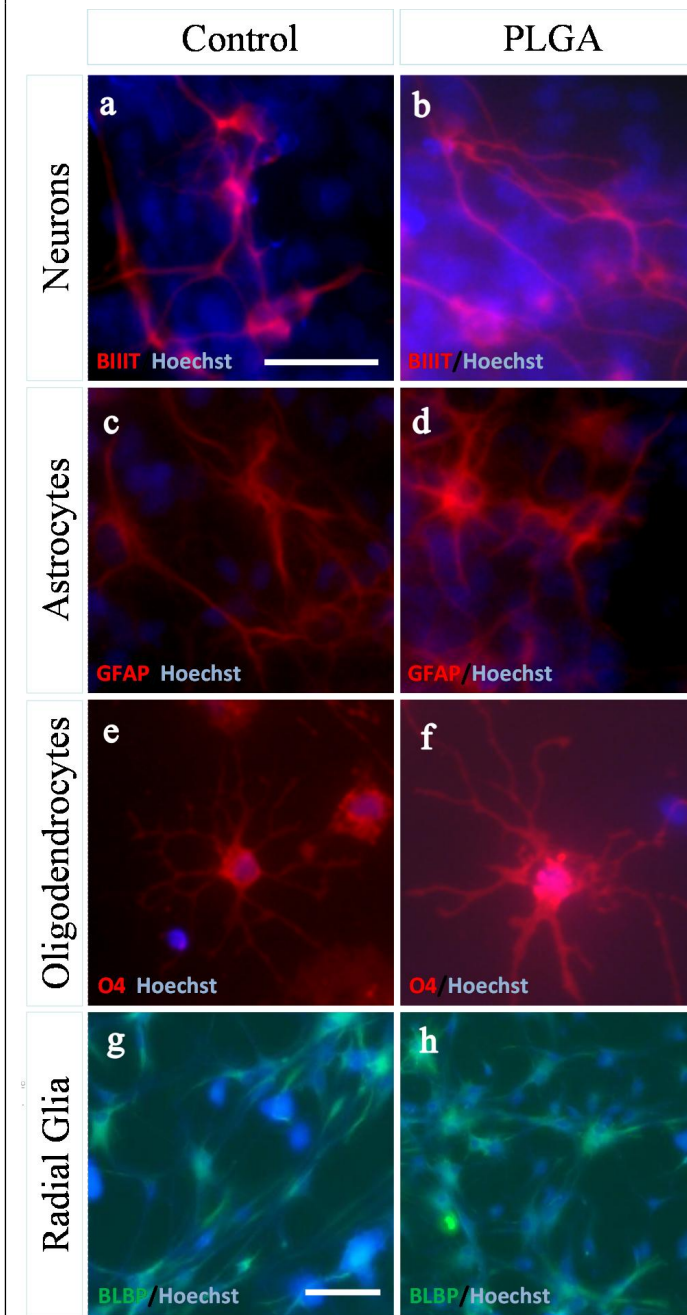 Control PLGA
Neurons
a b
BIIIT Hoechst BIIIT/Hoechst
Astrocytes
c d
GFAP Hoechst GFAP/Hoechst
Oligodendrocytes
e f
O4 Hoechst O4/Hoechst
Radial Glia
g h
BLBP/Hoechst BLBP/Hoechst